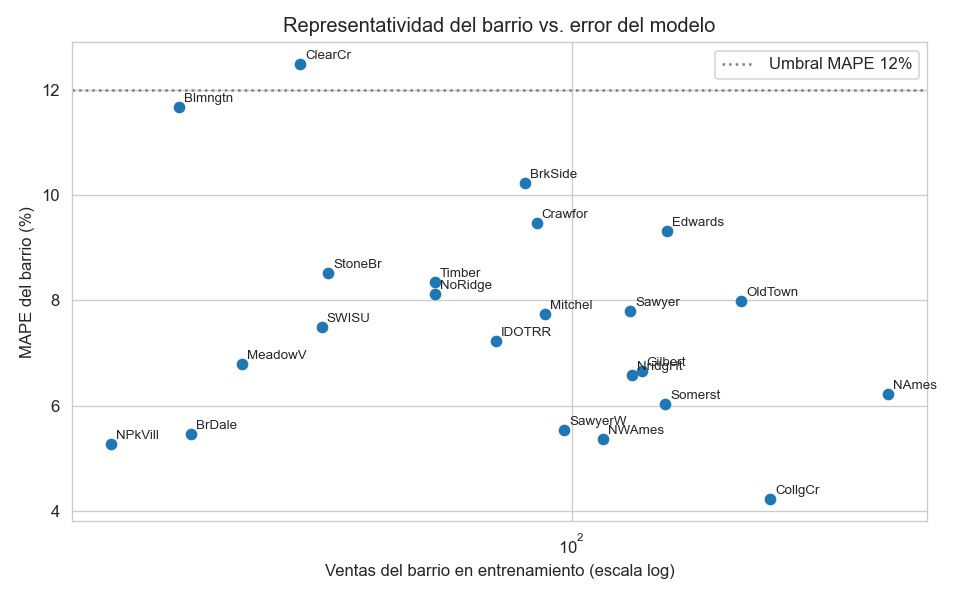 Representatividad del barrio vs. error del modelo
Umbral MAPE 12%
MAPE del barrio (%)
12
10
8
6
4
ClearCr
Blmngtn
BrkSide
Crawfor
Edwards
StoneBr
Timber
NoRidge
OldTown
Sawyer
Mitchel
SWISU
IDOTRR
MeadowV
Gilbert
NridgHt
NAmes
Somerst
SawyerW
NWAmes
BrDale
NPkVill
CollgCr
10²
Ventas del barrio en entrenamiento (escala log)